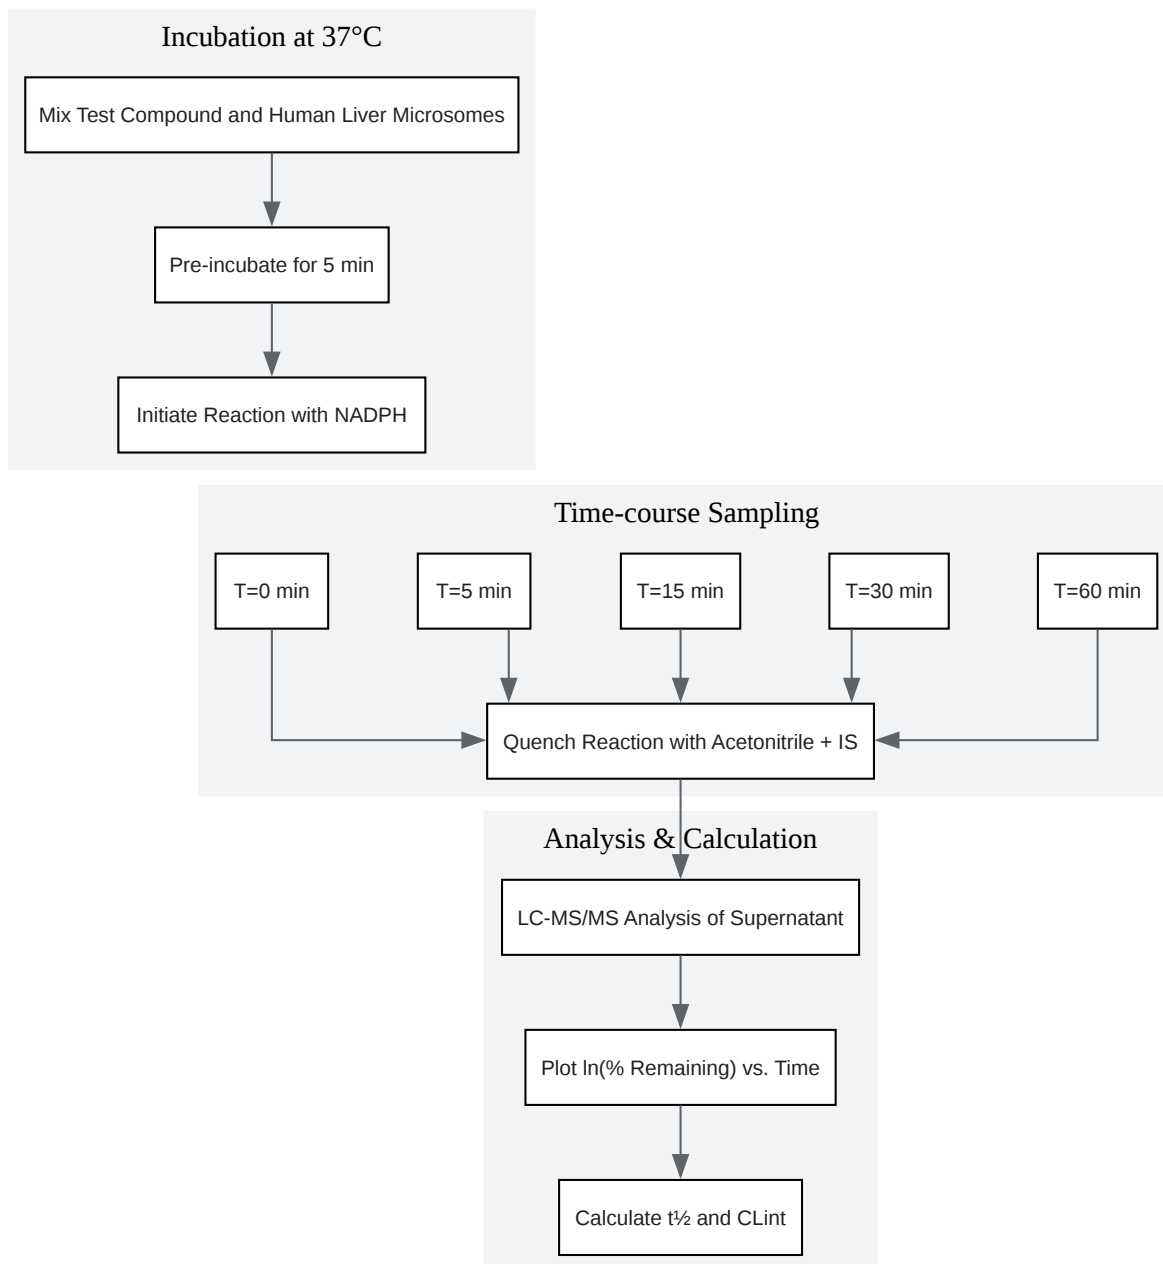 Incubation at 37°C
Mix Test Compound and Human Liver Microsomes
Pre-incubate for 5 min
Initiate Reaction with NADPH
Time-course Sampling
T=0 min
T=5 min
T=15 min
T=30 min
T=60 min
Quench Reaction with Acetonitrile + IS
Analysis & Calculation
LC-MS/MS Analysis of Supernatant
Plot ln(% Remaining) vs. Time
Calculate t½ and CLint